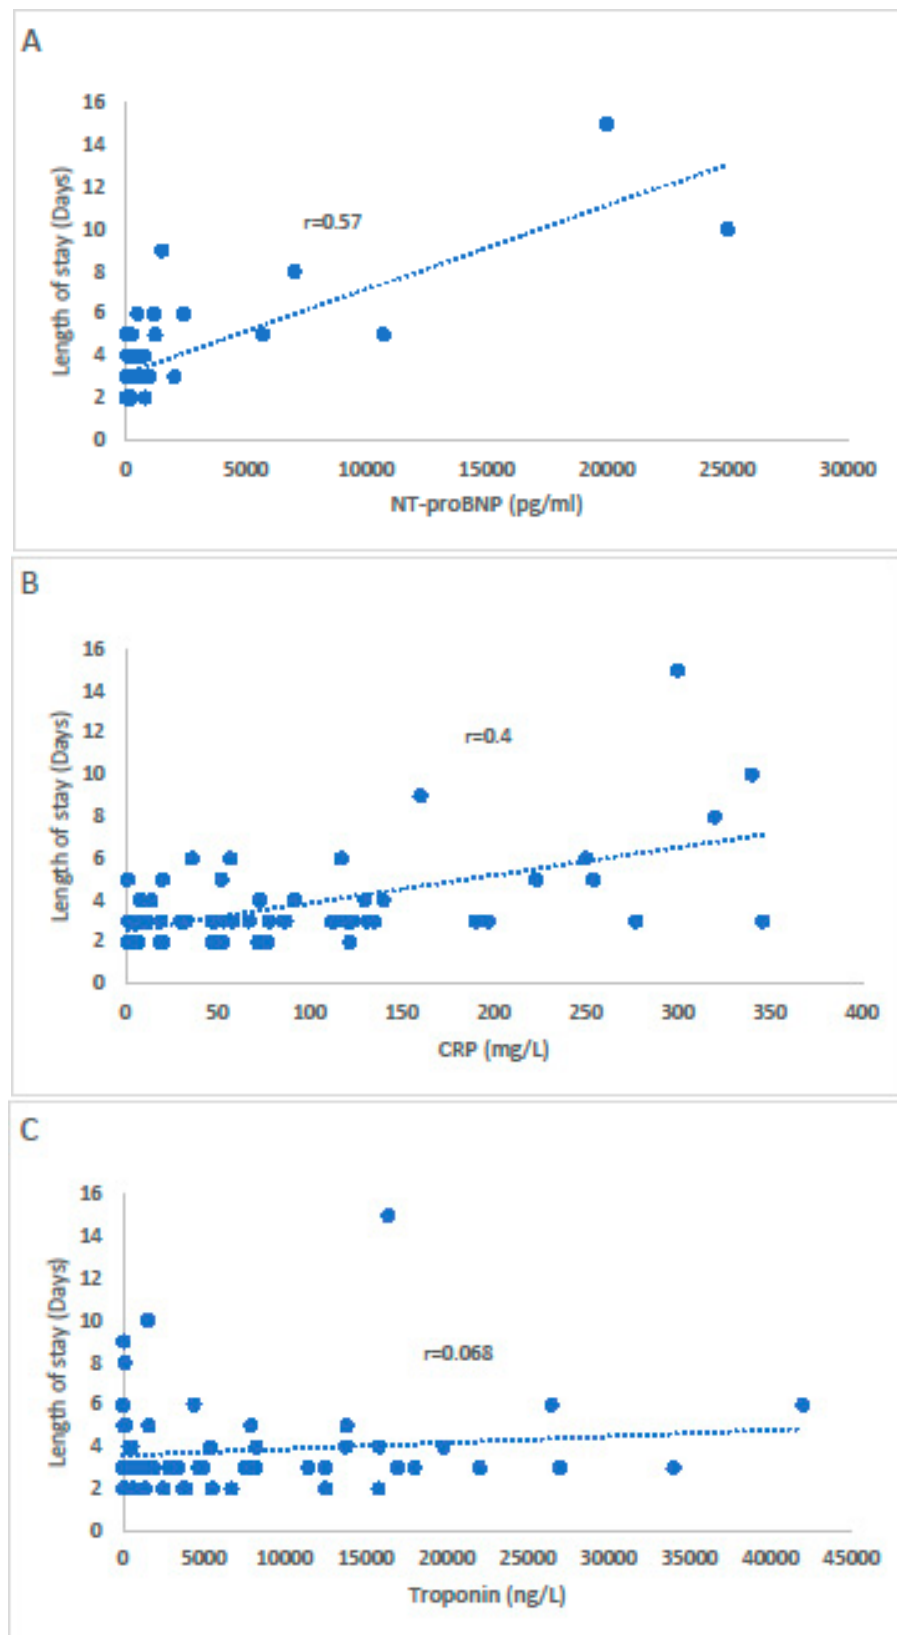 A
16
14
12
10
8
6
4
2
0
Length of stay (Days)
r=0.57
0 5000 10000 15000 20000 25000 30000
NT-proBNP (pg/ml)
B
16
14
12
10
8
6
4
2
0
Length of stay (Days)
r=0.4
0 50 100 150 200 250 300 350 400
CRP (mg/L)
C
16
14
12
10
8
6
4
2
0
Length of stay (Days)
r=0.068
0 5000 10000 15000 20000 25000 30000 35000 40000 45000
Troponin (ng/L)